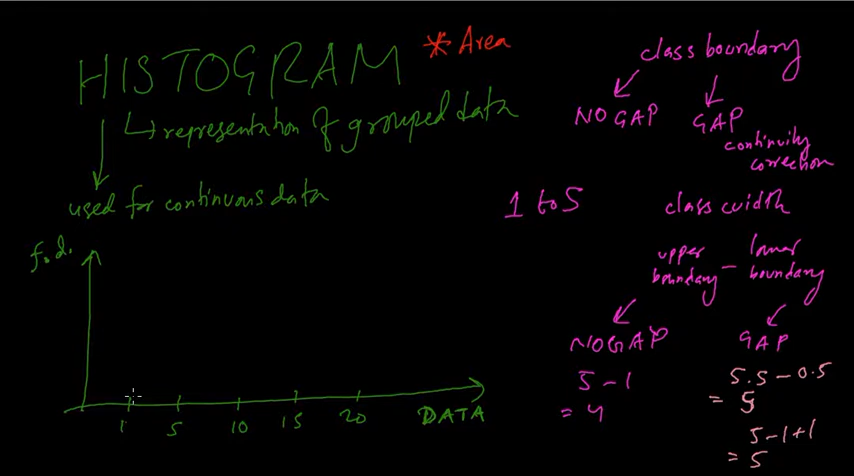 HISTOGRAM
* Area
↳ representation of grouped data
used for continuous data
f.d.
1 5 10 15 20 DATA
class boundary
NO GAP GAP
continuity
correction
1 to 5 class width
upper
boundary - lower
boundary
NO GAP GAP
5 - 1
= 4
5.5 - 0.5
= 5
5 - 1 + 1
= 5